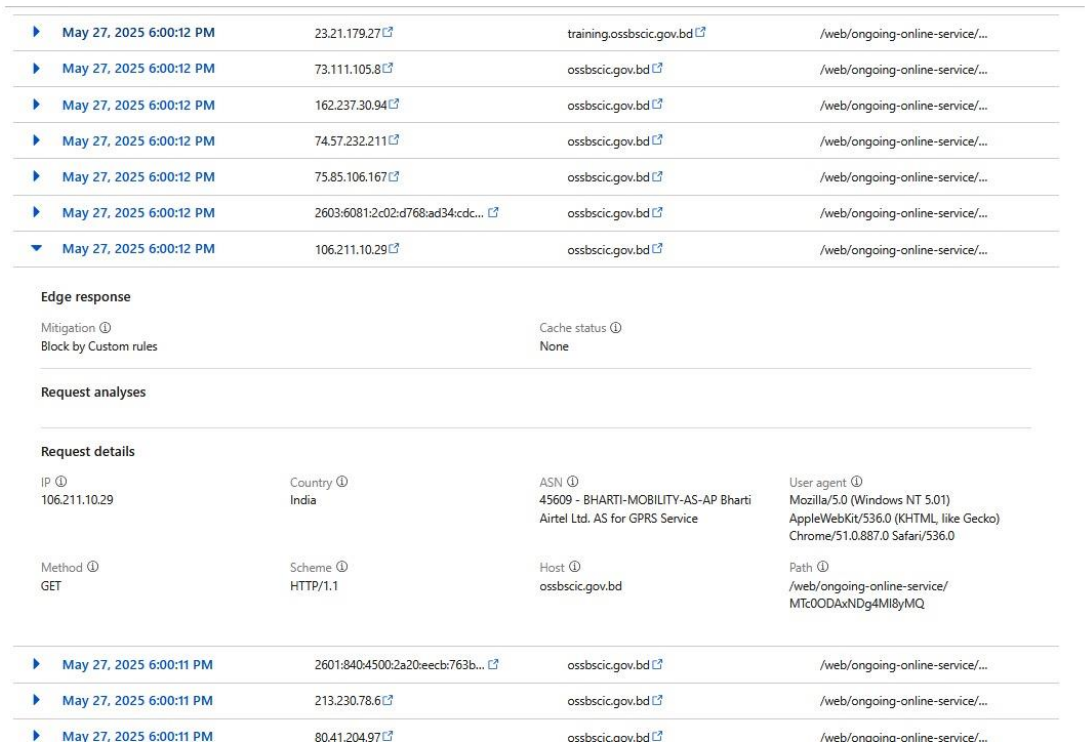 May 27, 2025 6:00:12 PM 23.21.179.27 training.ossbscic.gov.bd /web/ongoing-online-service/...
May 27, 2025 6:00:12 PM 73.111.105.8 ossbscic.gov.bd /web/ongoing-online-service/...
May 27, 2025 6:00:12 PM 162.237.30.94 ossbscic.gov.bd /web/ongoing-online-service/...
May 27, 2025 6:00:12 PM 74.57.232.211 ossbscic.gov.bd /web/ongoing-online-service/...
May 27, 2025 6:00:12 PM 75.85.106.167 ossbscic.gov.bd /web/ongoing-online-service/...
May 27, 2025 6:00:12 PM 2603:6081:2c02:d768:ad34:cdc... ossbscic.gov.bd /web/ongoing-online-service/...
May 27, 2025 6:00:12 PM 106.211.10.29 ossbscic.gov.bd /web/ongoing-online-service/...
Edge response
Mitigation Cache status
Block by Custom rules None
Request analyses
Request details
IP Country ASN User agent
106.211.10.29 India 45609 - BHARTI-MOBILITY-AS-AP Bharti Mozilla/5.0 (Windows NT 5.01)
Airtel Ltd. AS for GPRS Service AppleWebKit/536.0 (KHTML, like Gecko)
Chrome/51.0.887.0 Safari/536.0
Method Scheme Host Path
GET HTTP/1.1 ossbscic.gov.bd /web/ongoing-online-service/
MTc0ODAxNDg4Ml8yMQ
May 27, 2025 6:00:11 PM 2601:840:4500:2a20:eecb:763b... ossbscic.gov.bd /web/ongoing-online-service/...
May 27, 2025 6:00:11 PM 213.230.78.6 ossbscic.gov.bd /web/ongoing-online-service/...
May 27, 2025 6:00:11 PM 80.41.204.97 ossbscic.gov.bd /web/ongoing-online-service/...